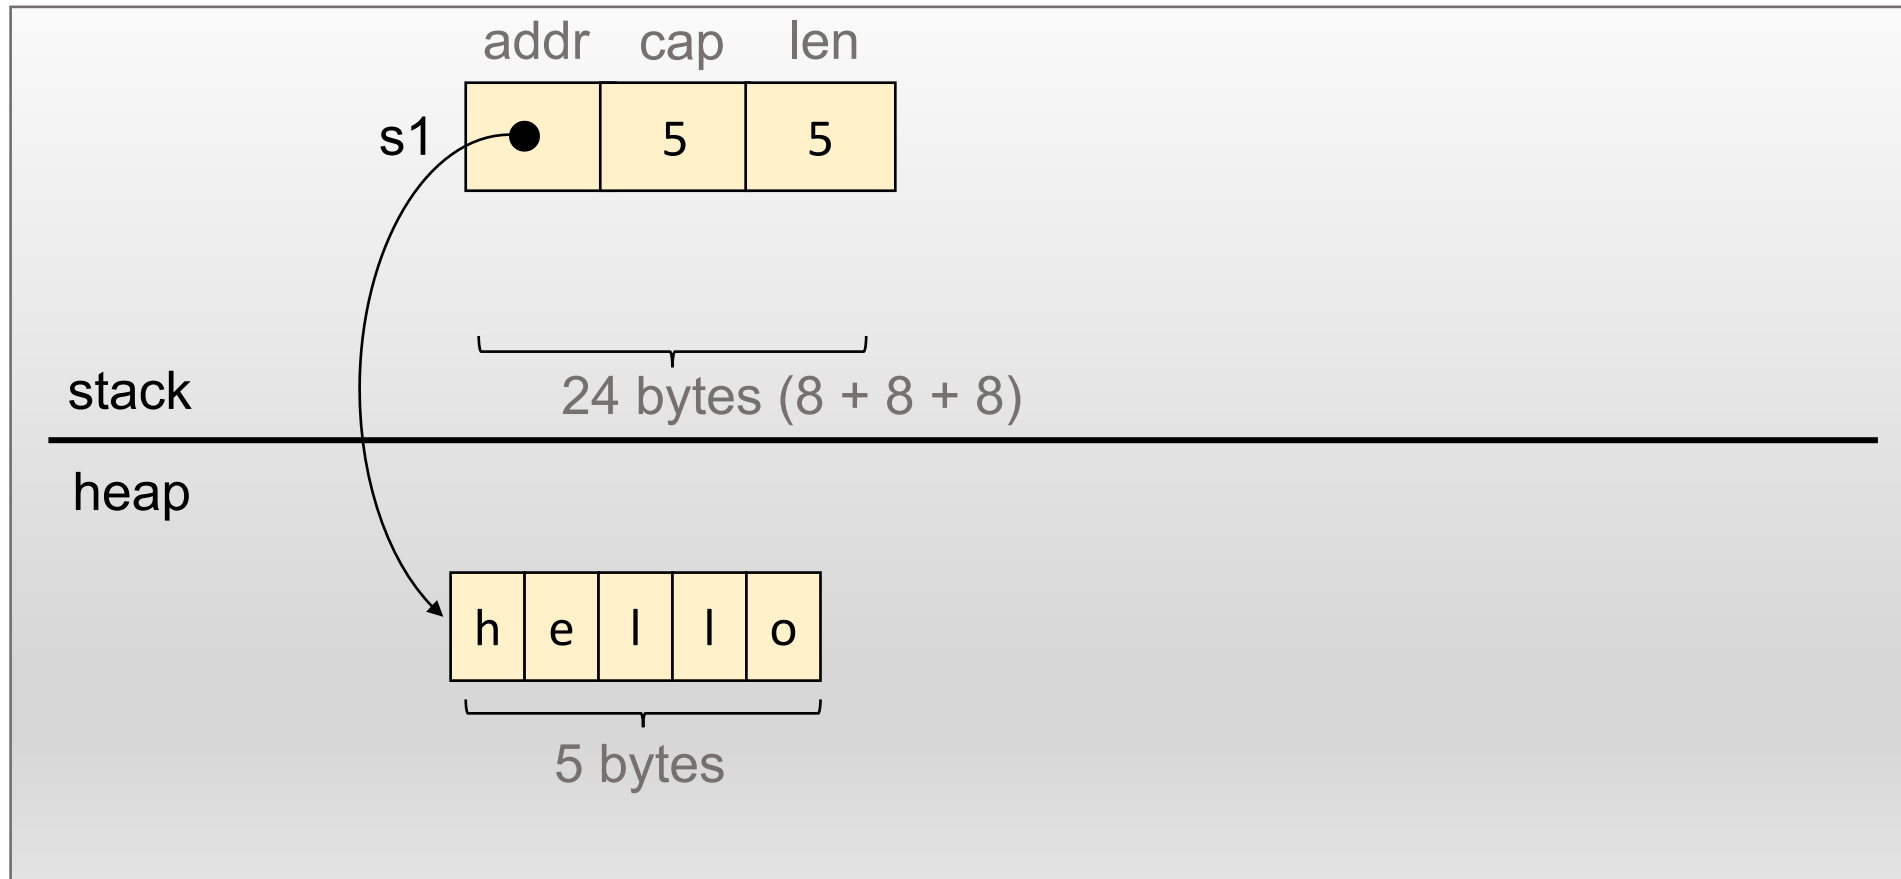 addr cap len
s1 5 5
24 bytes (8 + 8 + 8)
stack
heap
h e l l o
5 bytes